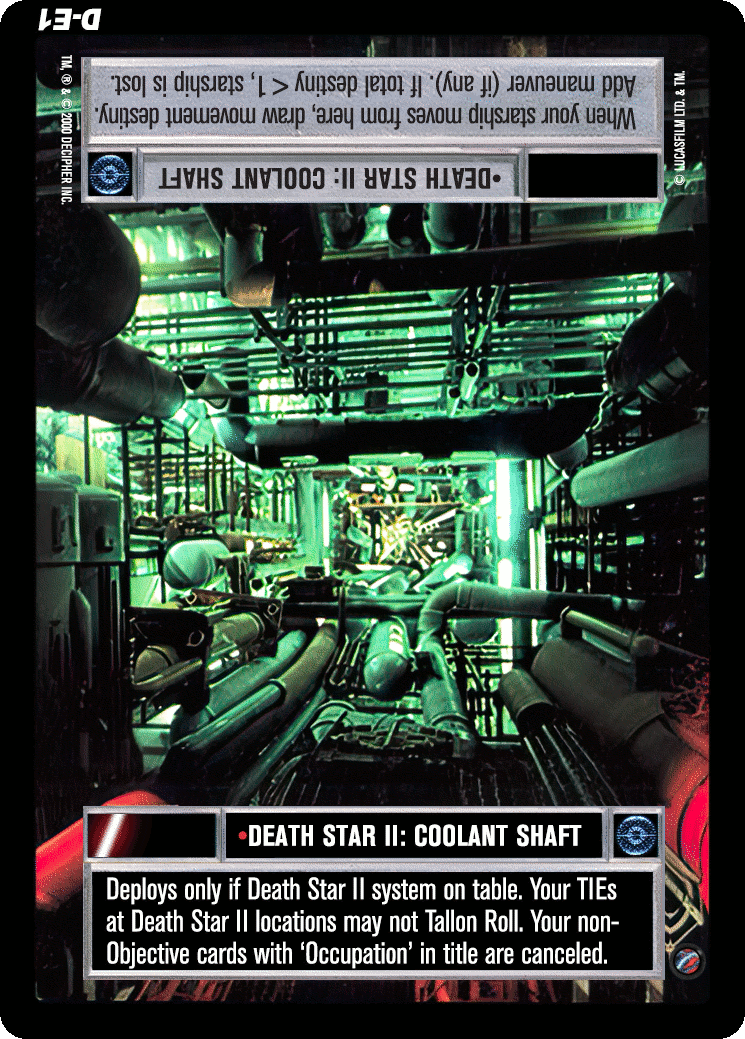 D-E1
TM, ® & © 2000 DECIPHER INC.
© LUCASFILM LTD. & TM.
•DEATH STAR II: COOLANT SHAFT
When your starship moves from here, draw movement destiny.
Add maneuver (if any). If total destiny < 1, starship is lost.
•DEATH STAR II: COOLANT SHAFT
Deploys only if Death Star II system on table. Your TIEs
at Death Star II locations may not Tallon Roll. Your non-
Objective cards with ‘Occupation’ in title are canceled.